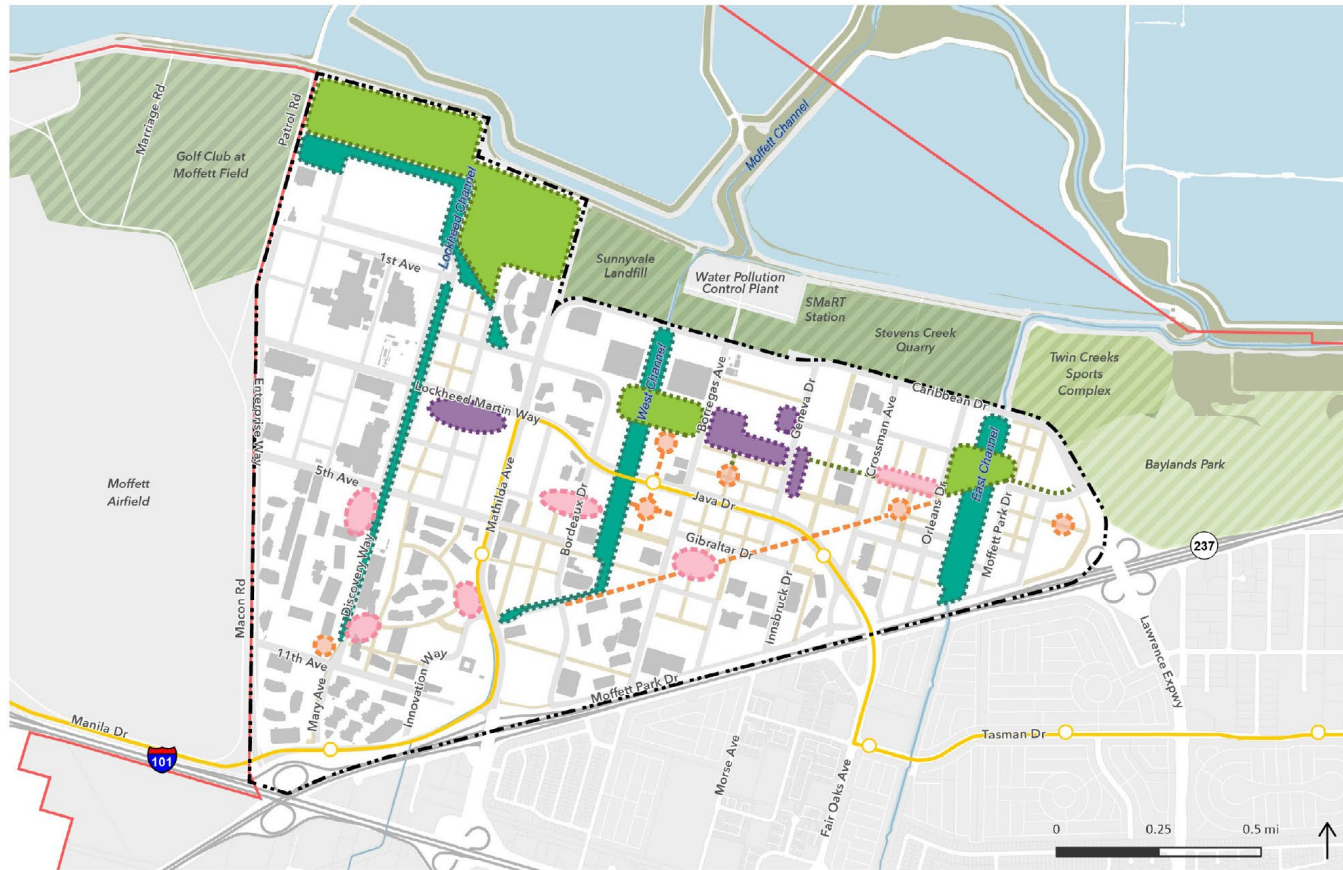 Marriage Rd
Patrol Rd
Golf Club at
Moffett Field
Moffett Channel
Lockheed Channel
1st Ave
Sunnyvale
Landfill
Water Pollution
Control Plant
SMaRT
Station
Stevens Creek
Quarry
Twin Creeks
Sports
Complex
Caribbean Dr
Enterprise Way
Lockheed Martin Way
West Channel
Borregas Ave
Geneva Dr
Crossman Ave
East Channel
Baylands Park
Moffett
Airfield
5th Ave
Mathilda Ave
Bordeaux Dr
Java Dr
Orleans Dr
Moffett Park Dr
Gibraltar Dr
237
Discovery Way
Macon Rd
Innsbruck Dr
11th Ave
Mary Ave
Innovation Way
Moffett Park Dr
Lawrence Expwy
Manila Dr
101
Morse Ave
Fair Oaks Ave
Tasman Dr
0 0.25 0.5 mi